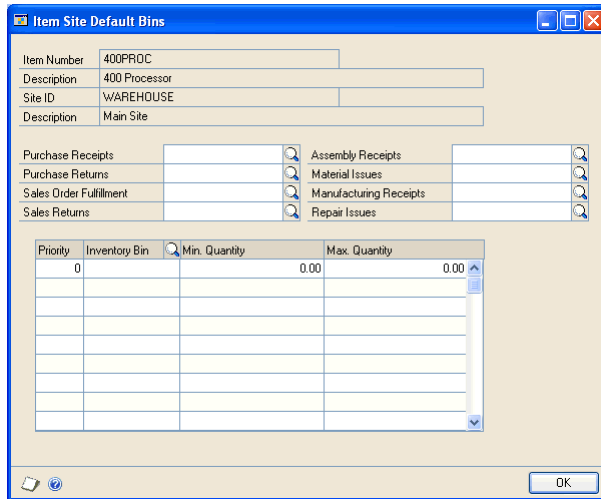 Item Site Default Bins
Item Number 400PROC
Description 400 Processor
Site ID WAREHOUSE
Description Main Site
Purchase Receipts Assembly Receipts
Purchase Returns Material Issues
Sales Order Fulfillment Manufacturing Receipts
Sales Returns Repair Issues
Priority Inventory Bin Min. Quantity Max. Quantity
0 0.00 0.00
OK